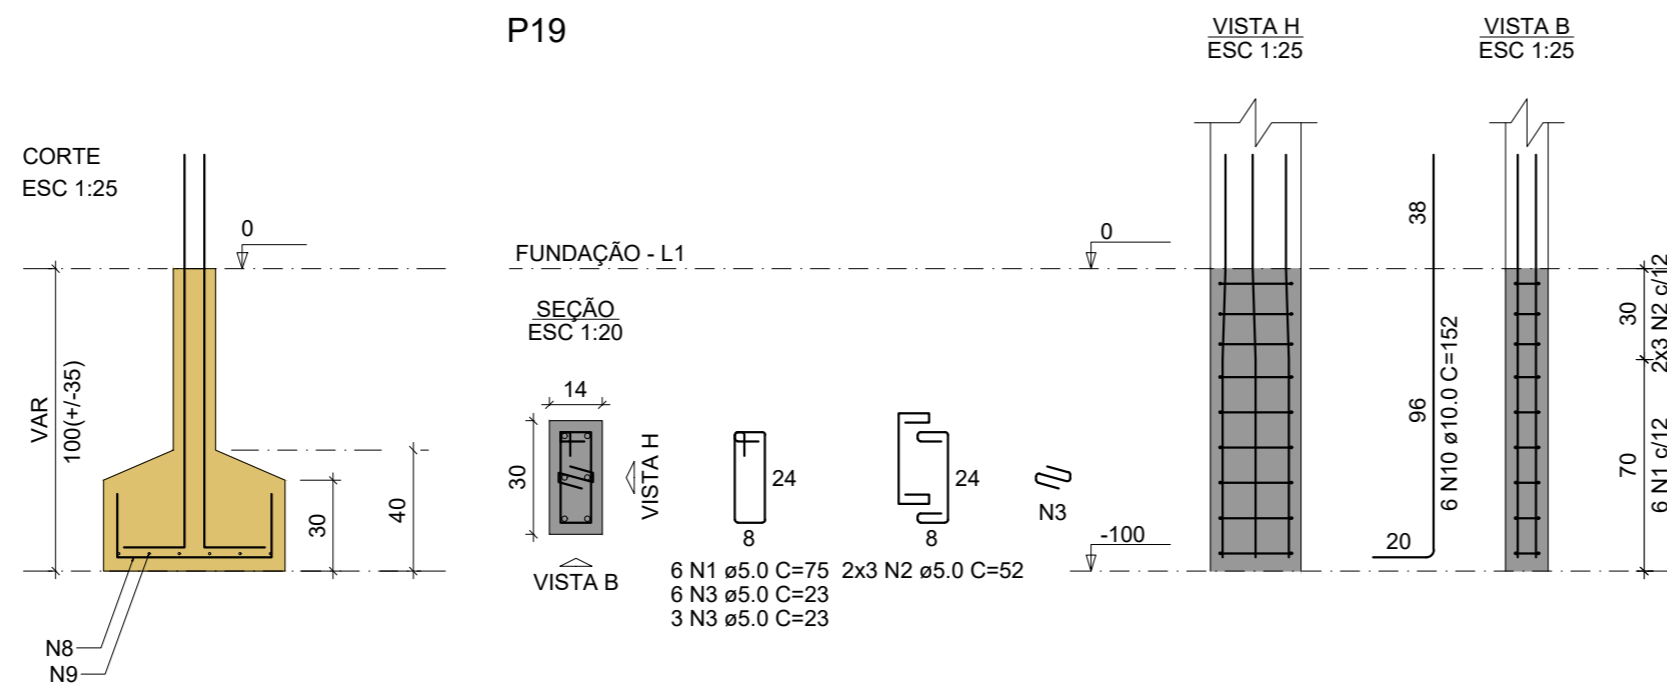 P19
VISTA H
ESC 1:25
VISTA B
ESC 1:25
CORTE
ESC 1:25
0
VAR
100(+/-35)
30
40
N8
N9
FUNDAÇÃO - L1
SEÇÃO
ESC 1:20
14
30
VISTA H
VISTA B
24
8
6 N1 ø5.0 C=75
6 N3 ø5.0 C=23
3 N3 ø5.0 C=23
24
8
2x3 N2 ø5.0 C=52
N3
0
-100
38
96
6 N10 ø10.0 C=152
20
30
2x3 N2 c/12
70
6 N1 c/12